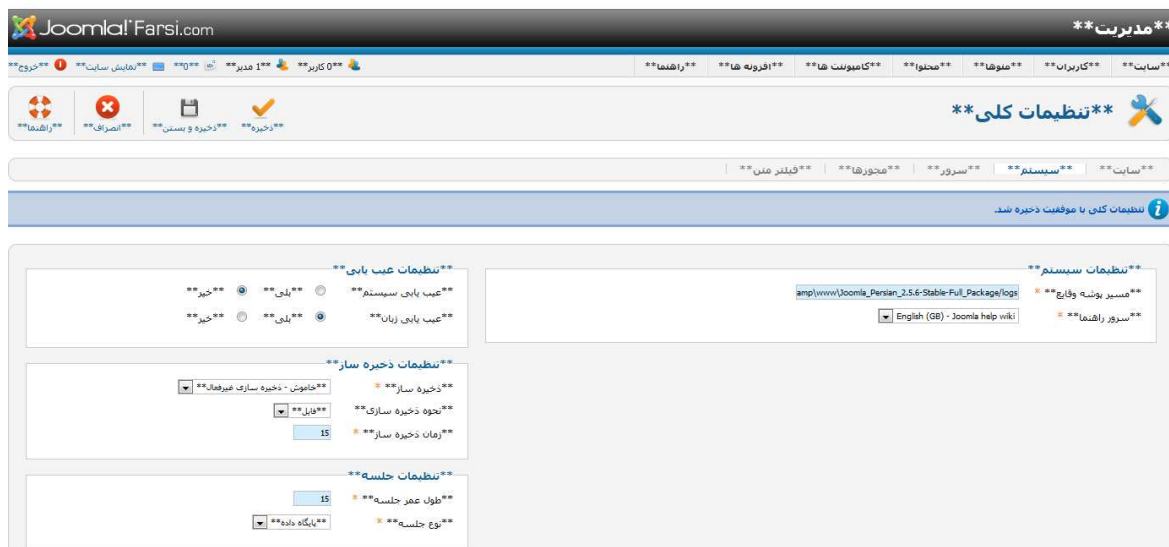 Joomla! Farsi.com
**مدیریت**
**سایت** **کاربران** **منوها** **محتوا** **کامپوننت ها** **افزونه ها** **راهنما** **0 کاربر** **1 مدیر** **0** **نمایش سایت** **خروج**
**تنظیمات کلی**
**ذخیره** **ذخیره و بستن** **انصراف** **راهنما**
**سایت** **سیستم** **سرور** **مجوزها** **فیلتر متن**
تنظیمات کلی با موفقیت ذخیره شد.
**تنظیمات سیستم**
**مسیر پوشه وقایع** * amp\www\Joomla_Persian_2.5.6-Stable-Full_Package/logs
**سرور راهنما** * English (GB) - Joomla help wiki
**تنظیمات عیب یابی**
**عیب یابی سیستم** **بلی** **خیر**
**عیب یابی زبان** **بلی** **خیر**
**تنظیمات ذخیره ساز**
**ذخیره ساز** * **خاموش - ذخیره سازی غیرفعال**
**نحوه ذخیره سازی** **فایل**
**زمان ذخیره ساز** * 15
**تنظیمات جلسه**
**طول عمر جلسه** * 15
**نوع جلسه** * **پایگاه داده**